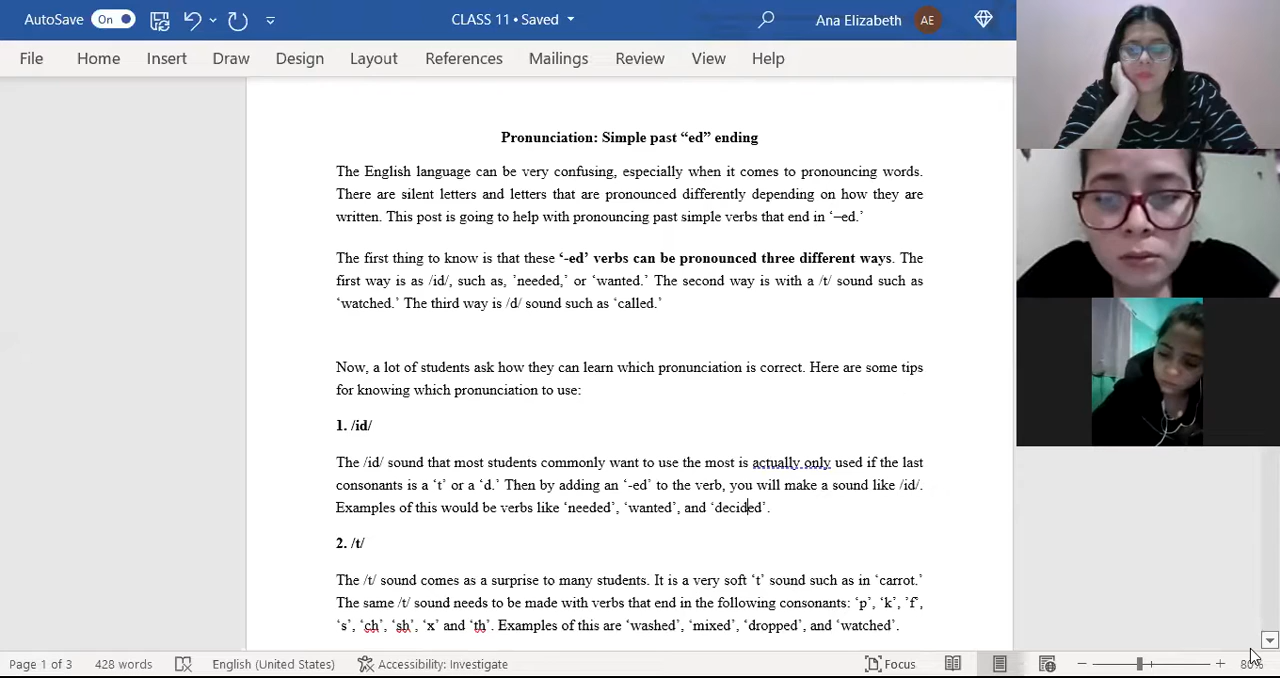 AutoSave On CLASS 11 • Saved Ana Elizabeth AE
File Home Insert Draw Design Layout References Mailings Review View Help
Pronunciation: Simple past “ed” ending
The English language can be very confusing, especially when it comes to pronouncing words.
There are silent letters and letters that are pronounced differently depending on how they are
written. This post is going to help with pronouncing past simple verbs that end in ‘–ed.’
The first thing to know is that these ‘-ed’ verbs can be pronounced three different ways. The
first way is as /id/, such as, ’needed,’ or ‘wanted.’ The second way is with a /t/ sound such as
‘watched.’ The third way is /d/ sound such as ‘called.’
Now, a lot of students ask how they can learn which pronunciation is correct. Here are some tips
for knowing which pronunciation to use:
1. /id/
The /id/ sound that most students commonly want to use the most is actually only used if the last
consonants is a ‘t’ or a ‘d.’ Then by adding an ‘-ed’ to the verb, you will make a sound like /id/.
Examples of this would be verbs like ‘needed’, ‘wanted’, and ‘decided’.
2. /t/
The /t/ sound comes as a surprise to many students. It is a very soft ‘t’ sound such as in ‘carrot.’
The same /t/ sound needs to be made with verbs that end in the following consonants: ‘p’, ‘k’, ’f’,
‘s’, ‘ch’, ‘sh’, ‘x’ and ‘th’. Examples of this are ‘washed’, ‘mixed’, ‘dropped’, and ‘watched’.
Page 1 of 3 428 words English (United States) Accessibility: Investigate Focus 80%